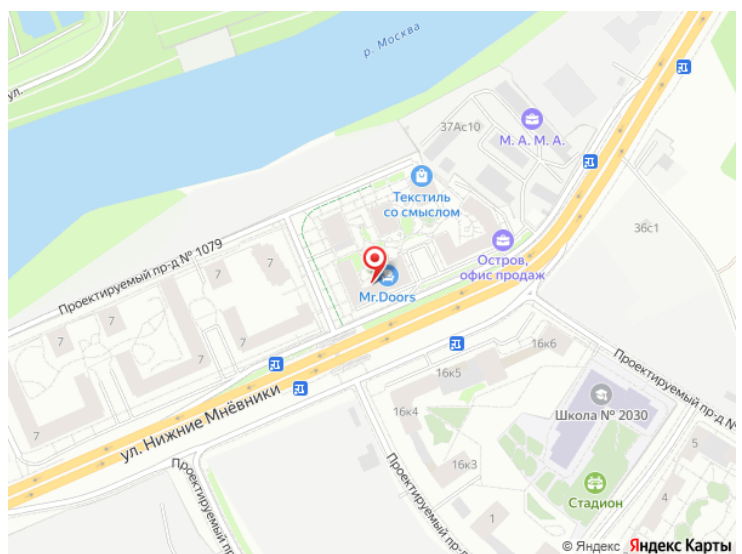 р. Москва
ул.
37Ас10
М. А. М. А.
Текстиль
со смыслом
36с1
Проектируемый пр-д № 1079
Остров,
офис продаж
Mr.Doors
7
7
7
7
7
7
7
16к6
16к5
Проектируемый пр-д №
ул. Нижние Мнёвники
16к4
Школа № 2030
5
16к3
Проектируемый пр
Проектируемый пр-д
Стадион
4
1
© Яндекс Яндекс Карты